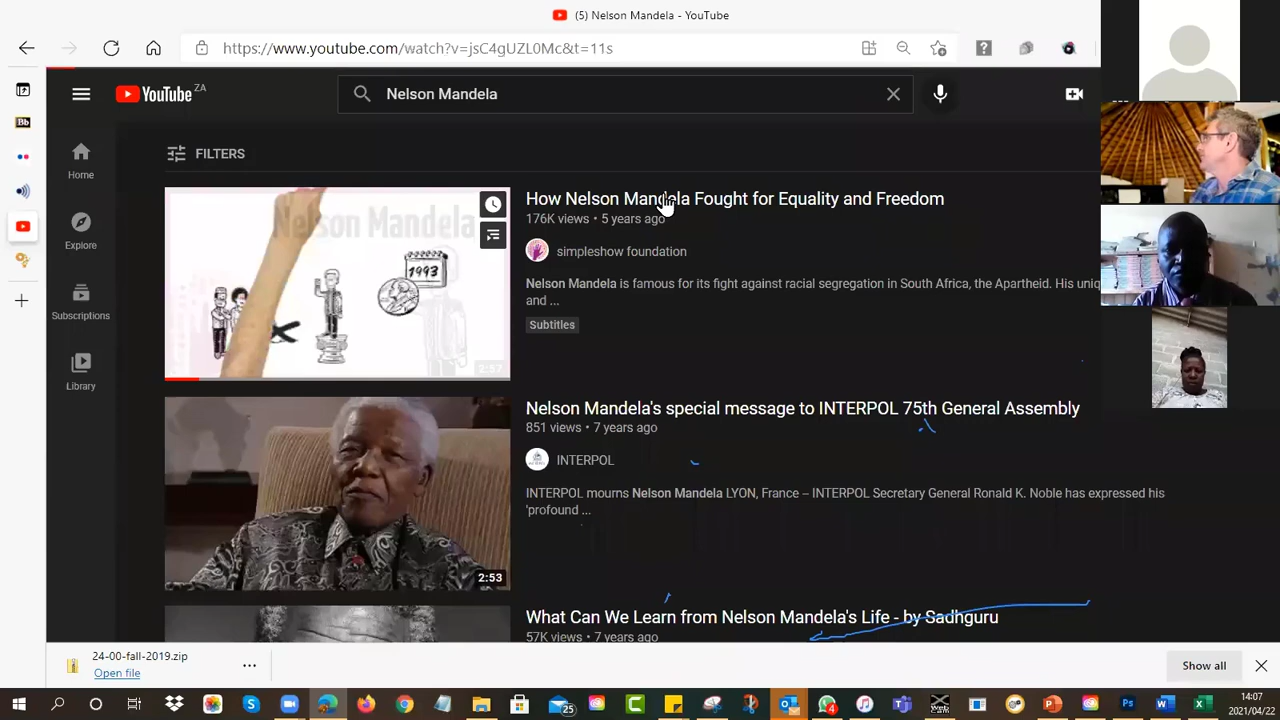 (5) Nelson Mandela - YouTube
https://www.youtube.com/watch?v=jsC4gUZL0Mc&t=11s
YouTube ZA
Nelson Mandela
Bb
Home
Explore
Subscriptions
Library
FILTERS
Nelson Mandela
1993
2:57
How Nelson Mandela Fought for Equality and Freedom
176K views • 5 years ago
simpleshow foundation
Nelson Mandela is famous for its fight against racial segregation in South Africa, the Apartheid. His uniq
and ...
Subtitles
2:53
Nelson Mandela's special message to INTERPOL 75th General Assembly
851 views • 7 years ago
INTERPOL
INTERPOL mourns Nelson Mandela LYON, France – INTERPOL Secretary General Ronald K. Noble has expressed his
'profound ...
What Can We Learn from Nelson Mandela's Life - by Sadhguru
57K views • 7 years ago
24-00-fall-2019.zip
Open file
Show all
25
4
14:07
2021/04/22